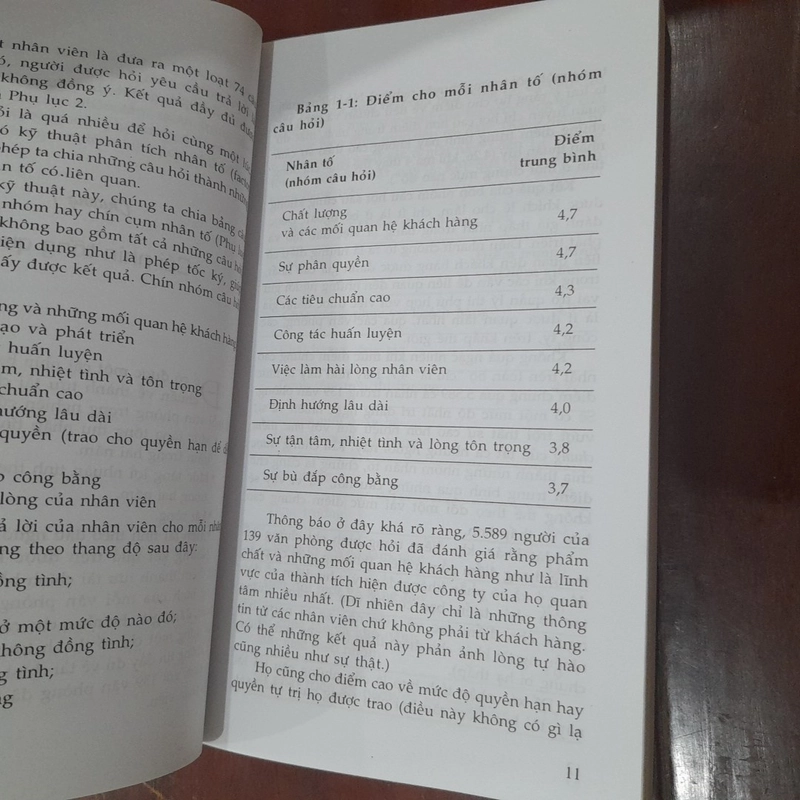 nhân viên là đưa ra một loạt 74
người được hỏi yêu cầu trả lời
không đồng ý. Kết quả đầy đủ
Phụ lục 2.
là quá nhiều để hỏi cùng một
kỹ thuật phân tích nhân tố
ta chia những câu hỏi thành
tố có liên quan.
kỹ thuật này, chúng ta chia bảng
nhóm hay chín cụm nhân tố (Phụ
không bao gồm tất cả những câu
dụng như là phép tốc ký,
được kết quả. Chín nhóm câu
và những mối quan hệ khách hàng
và phát triển
huấn luyện
nhiệt tình và tôn trọng
chuẩn cao
hướng lâu dài
quyền (trao cho quyền hạn để
công bằng
lòng của nhân viên
lời của nhân viên cho mỗi
theo thang độ sau đây:
tình;
ở một mức độ nào đó;
không đồng tình;
tình;
Bảng 1-1: Điểm cho mỗi nhân tố (nhóm
câu hỏi)
Nhân tố Điểm
(nhóm câu hỏi) trung bình
Chất lượng
và các mối quan hệ khách hàng 4,7
Sự phân quyền 4,7
Các tiêu chuẩn cao 4,3
Công tác huấn luyện 4,2
Việc làm hài lòng nhân viên 4,2
Định hướng lâu dài 4,0
Sự tận tâm, nhiệt tình và lòng tôn trọng 3,8
Sự bù đắp công bằng 3,7
Thông báo ở đây khá rõ ràng, 5.589 người của
139 văn phòng được hỏi đã đánh giá rằng phẩm
chất và những mối quan hệ khách hàng như là lĩnh
vực của thành tích hiện được công ty của họ quan
tâm nhiều nhất. (Dĩ nhiên đây chỉ là những thông
tin từ các nhân viên chứ không phải từ khách hàng.
Có thể những kết quả này phản ảnh lòng tự hào
cũng nhiều như sự thật.)
Họ cũng cho điểm cao về mức độ quyền hạn hay
quyền tự trị họ được trao (điều này không có gì lạ
11